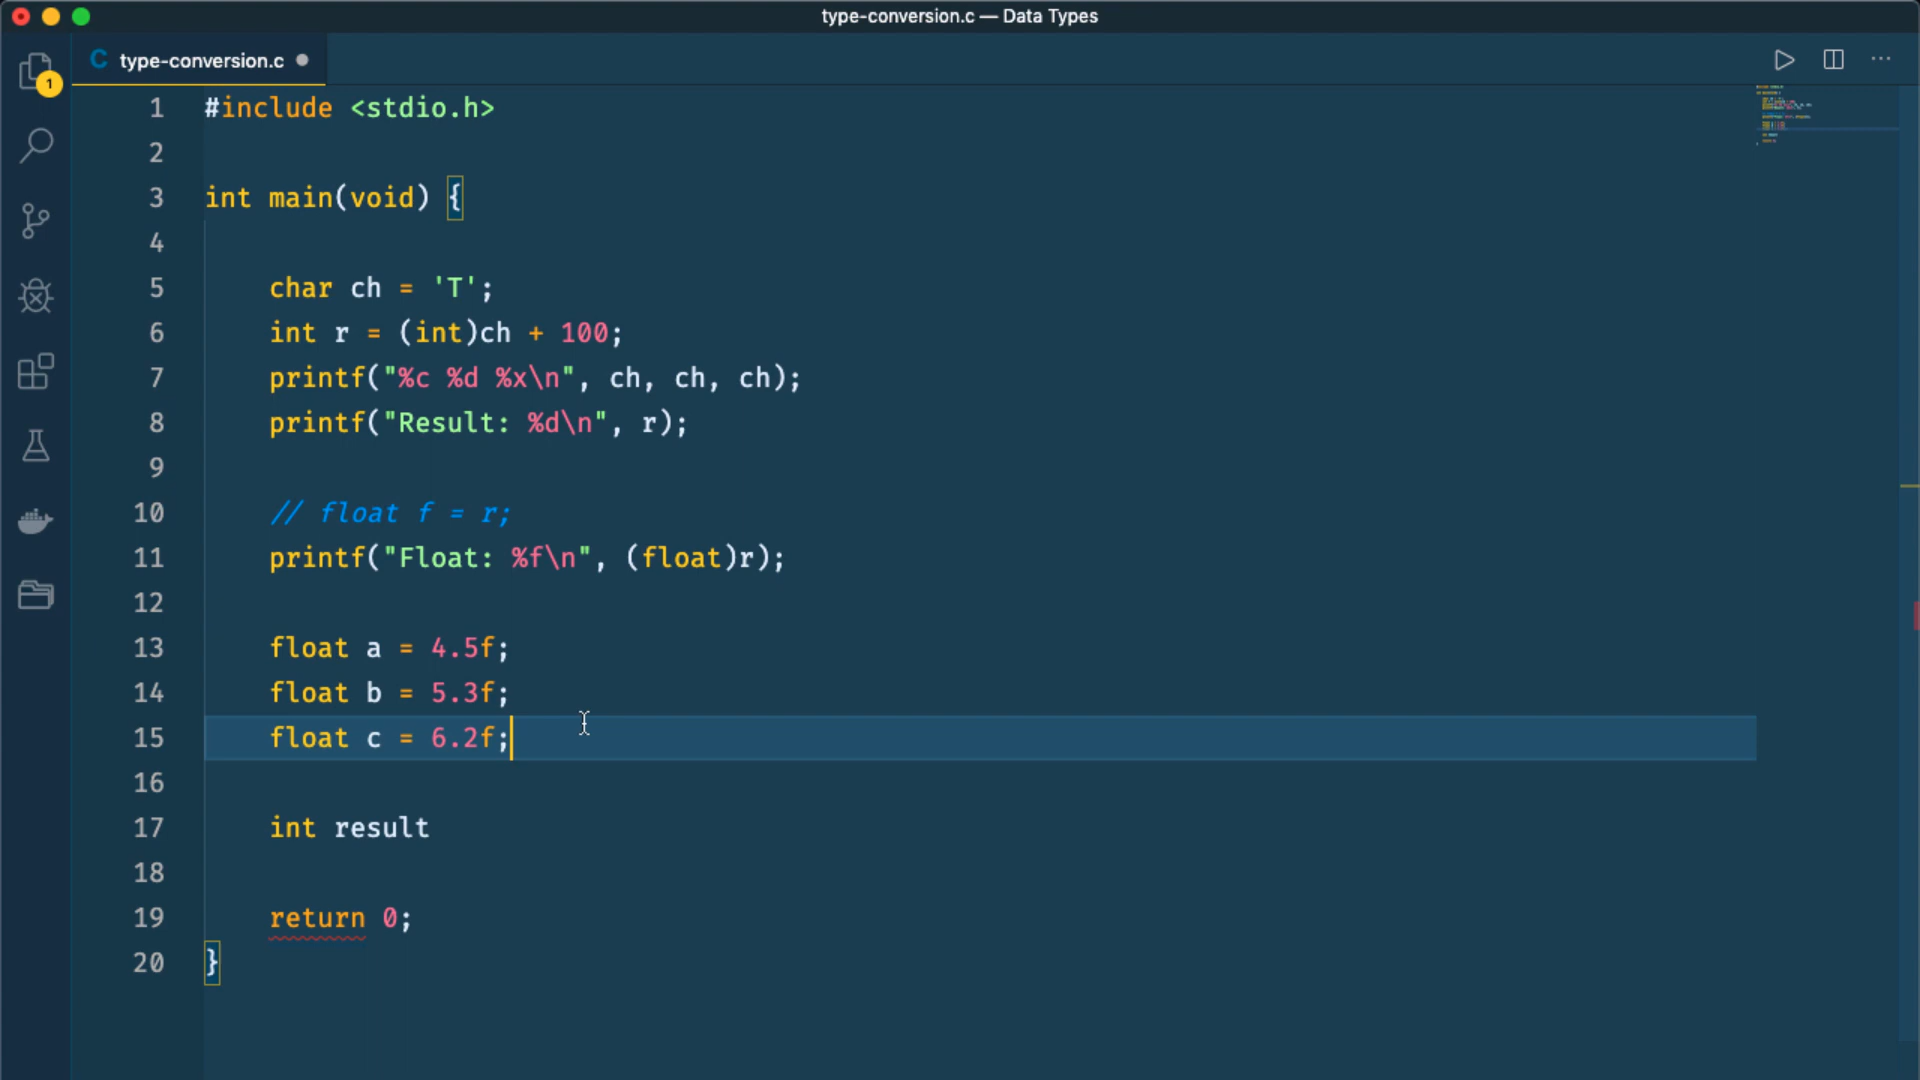 type-conversion.c — Data Types
C type-conversion.c
1
1 #include <stdio.h>
2
3 int main(void) {
4
5 char ch = 'T';
6 int r = (int)ch + 100;
7 printf("%c %d %x\n", ch, ch, ch);
8 printf("Result: %d\n", r);
9
10 // float f = r;
11 printf("Float: %f\n", (float)r);
12
13 float a = 4.5f;
14 float b = 5.3f;
15 float c = 6.2f;
16
17 int result
18
19 return 0;
20 }